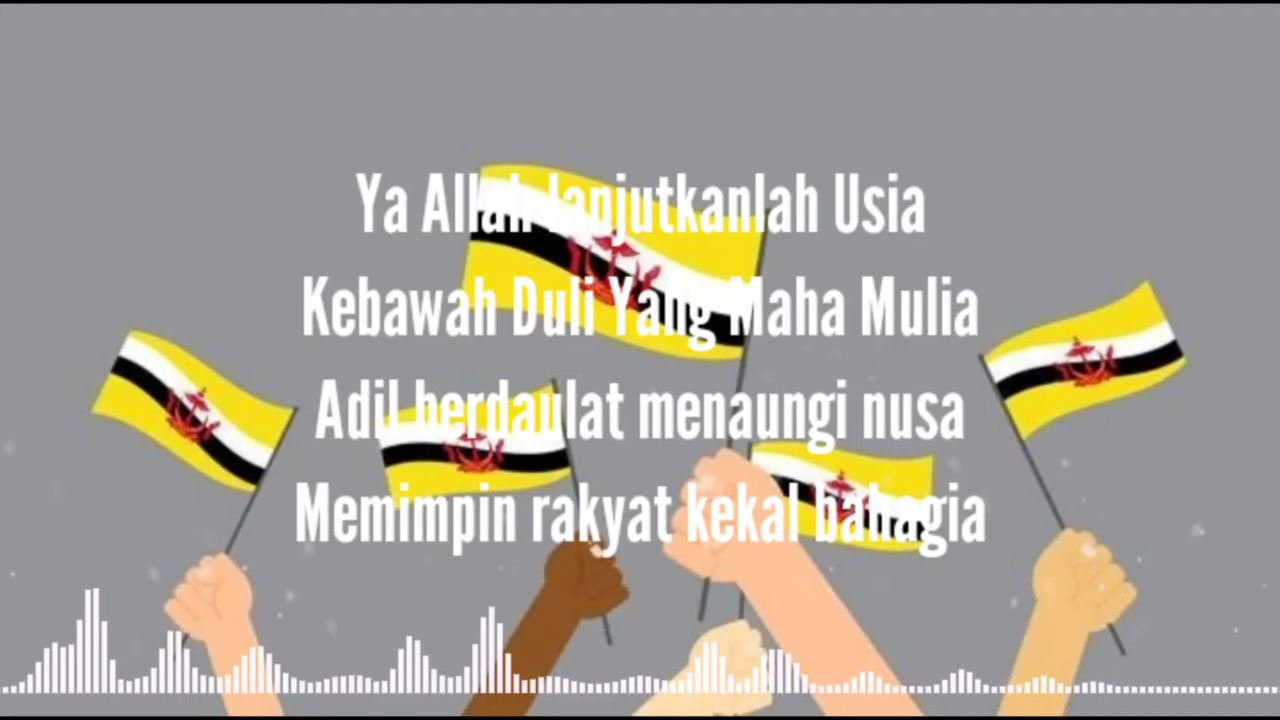 Ya Allah lanjutkanlah Usia
Kebawah Duli Yang Maha Mulia
Adil berdaulat menaungi nusa
Memimpin rakyat kekal bahagia